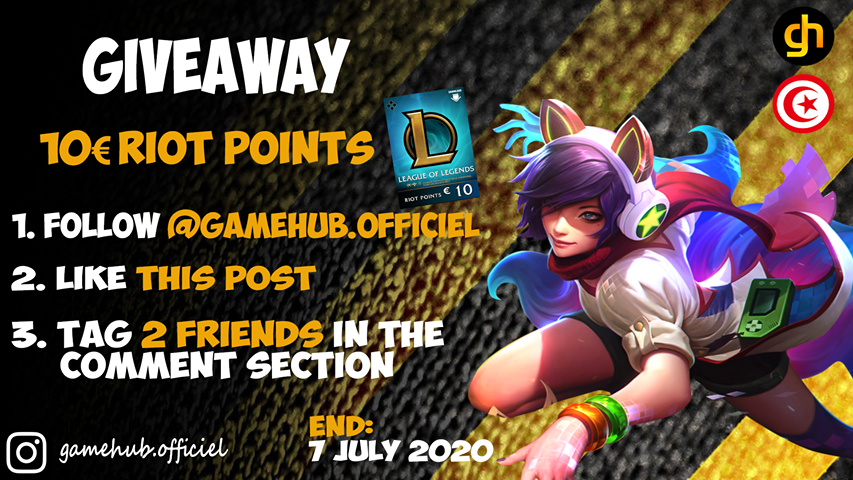 GIVEAWAY
gh
10€ RIOT POINTS
L
LEAGUE OF LEGENDS
RIOT POINTS € 10
1. FOLLOW @GAMEHUB.OFFICIEL
2. LIKE THIS POST
3. TAG 2 FRIENDS IN THE
COMMENT SECTION
END:
7 JULY 2020
gamehub.officiel